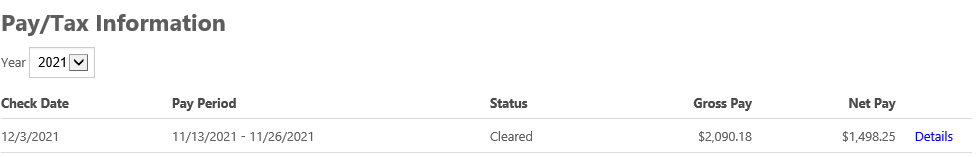 Pay/Tax Information
Year 2021
Check Date Pay Period Status Gross Pay Net Pay
12/3/2021 11/13/2021 - 11/26/2021 Cleared $2,090.18 $1,498.25 Details